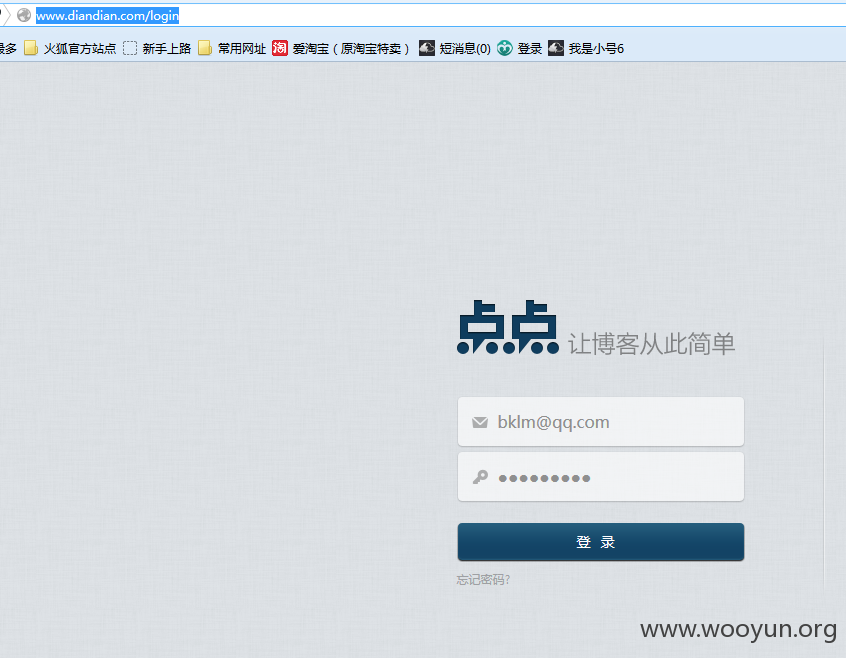 www.diandian.com/login
最多 火狐官方站点 新手上路 常用网址 淘 爱淘宝（原淘宝特卖） 短消息(0) 登录 我是小号6
点点 让博客从此简单
bklm@qq.com
登 录
忘记密码?
www.wooyun.org